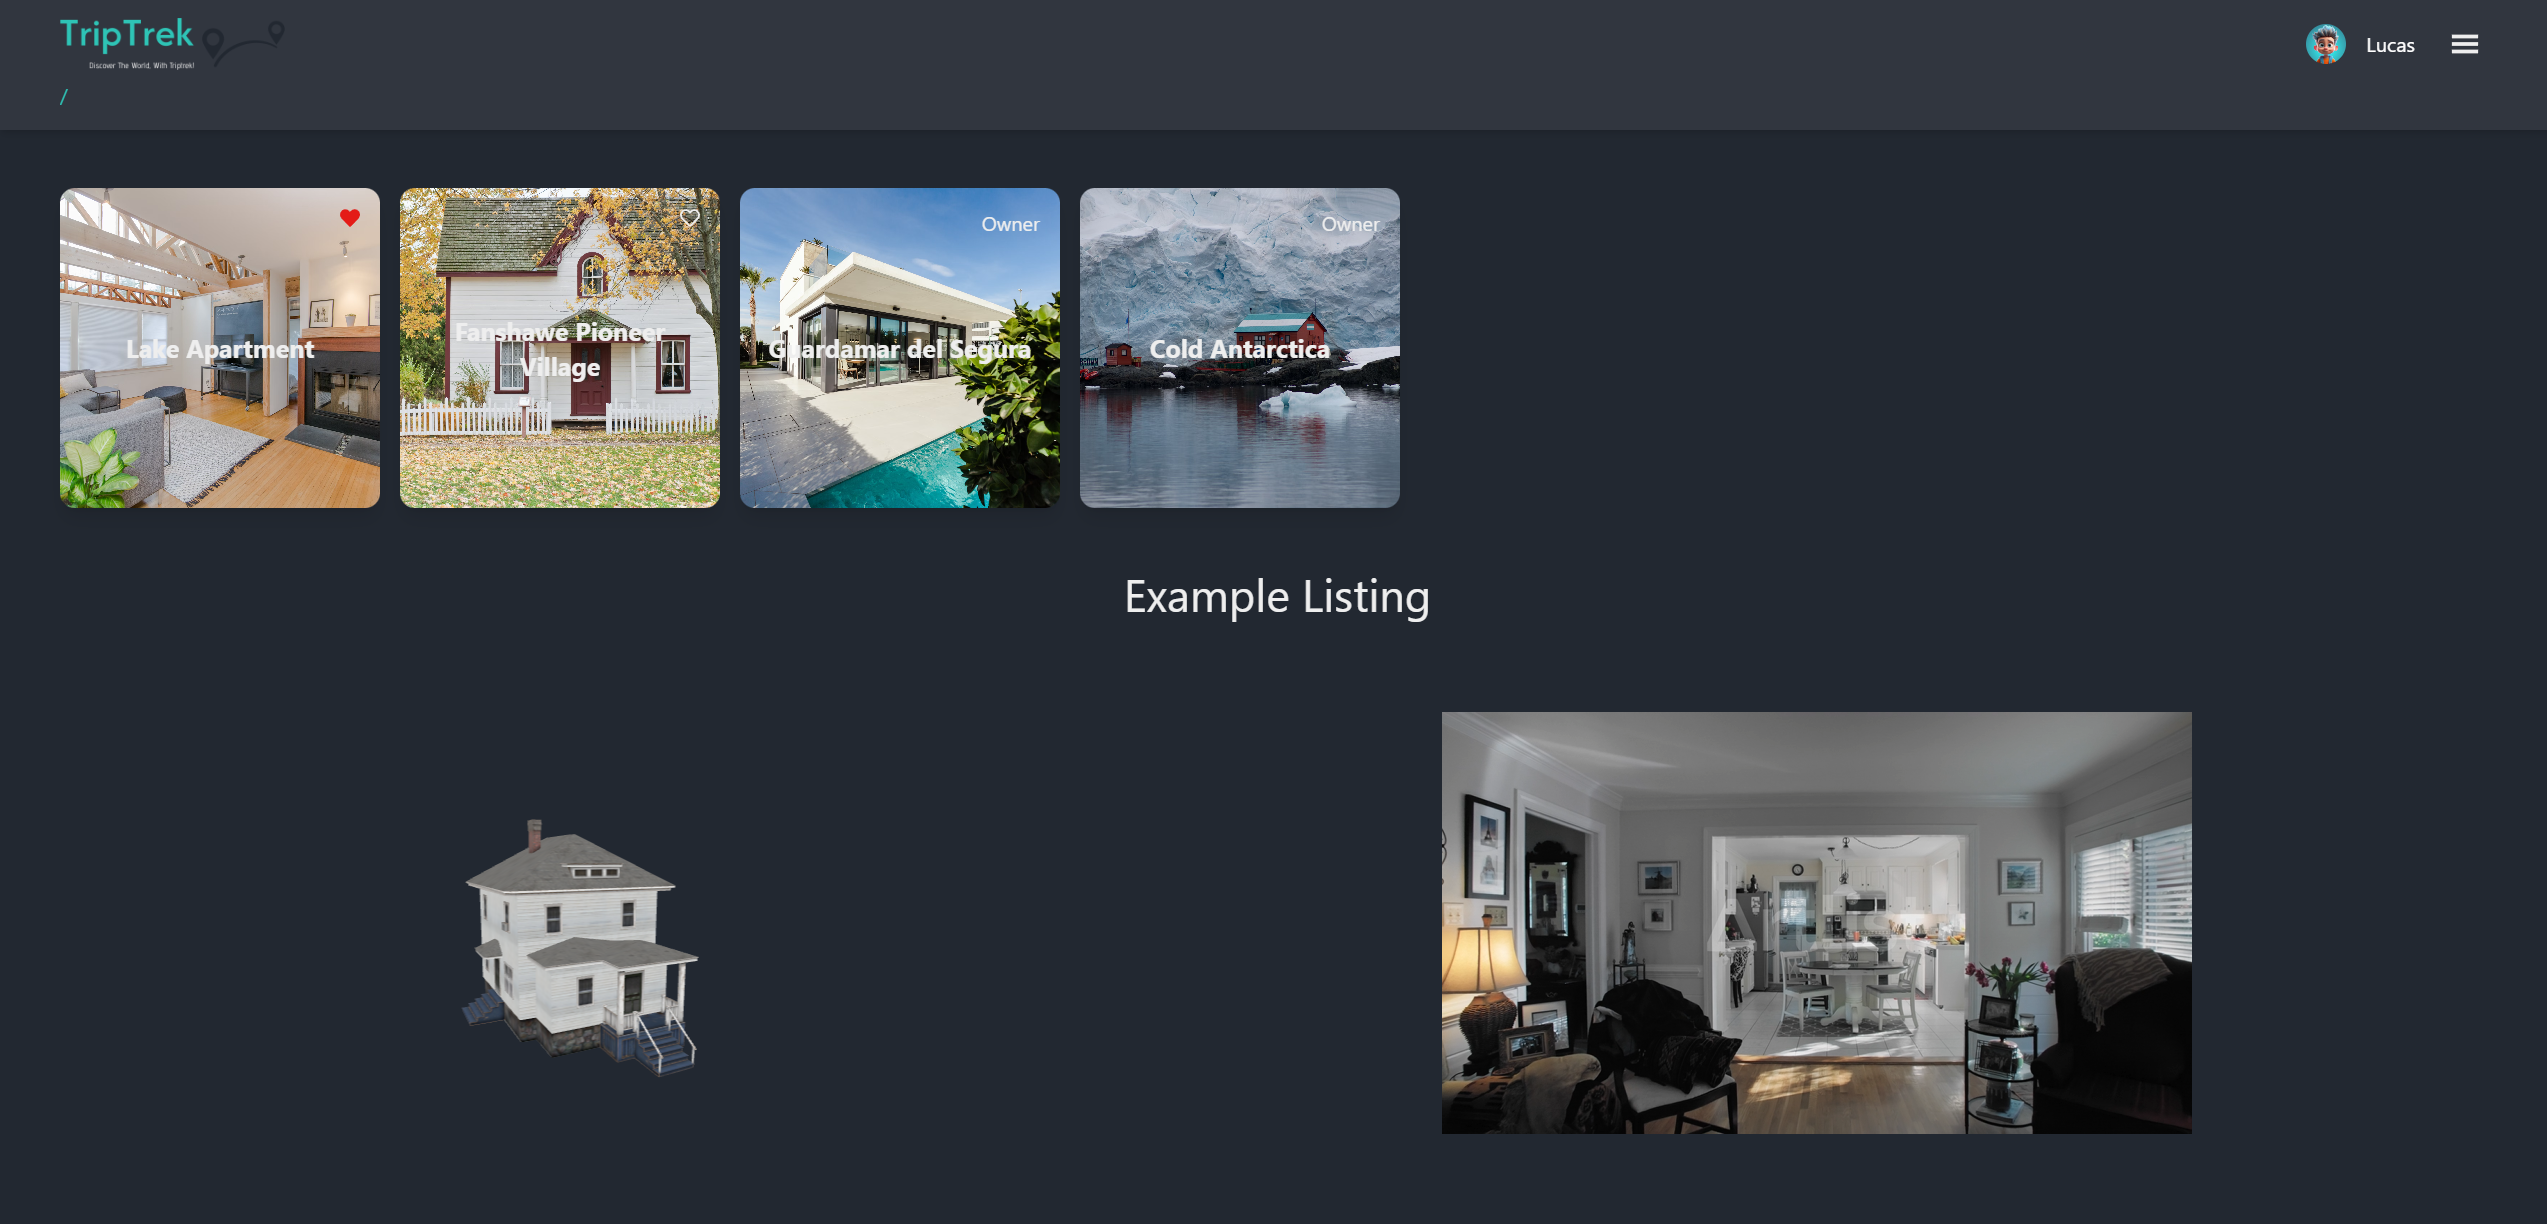 TripTrek
Discover The World, With Triptrek!
Lucas
/
Owner
Owner
Lake Apartment
Fanshawe Pioneer
Village
Guardamar del Segura
Cold Antarctica
Example Listing